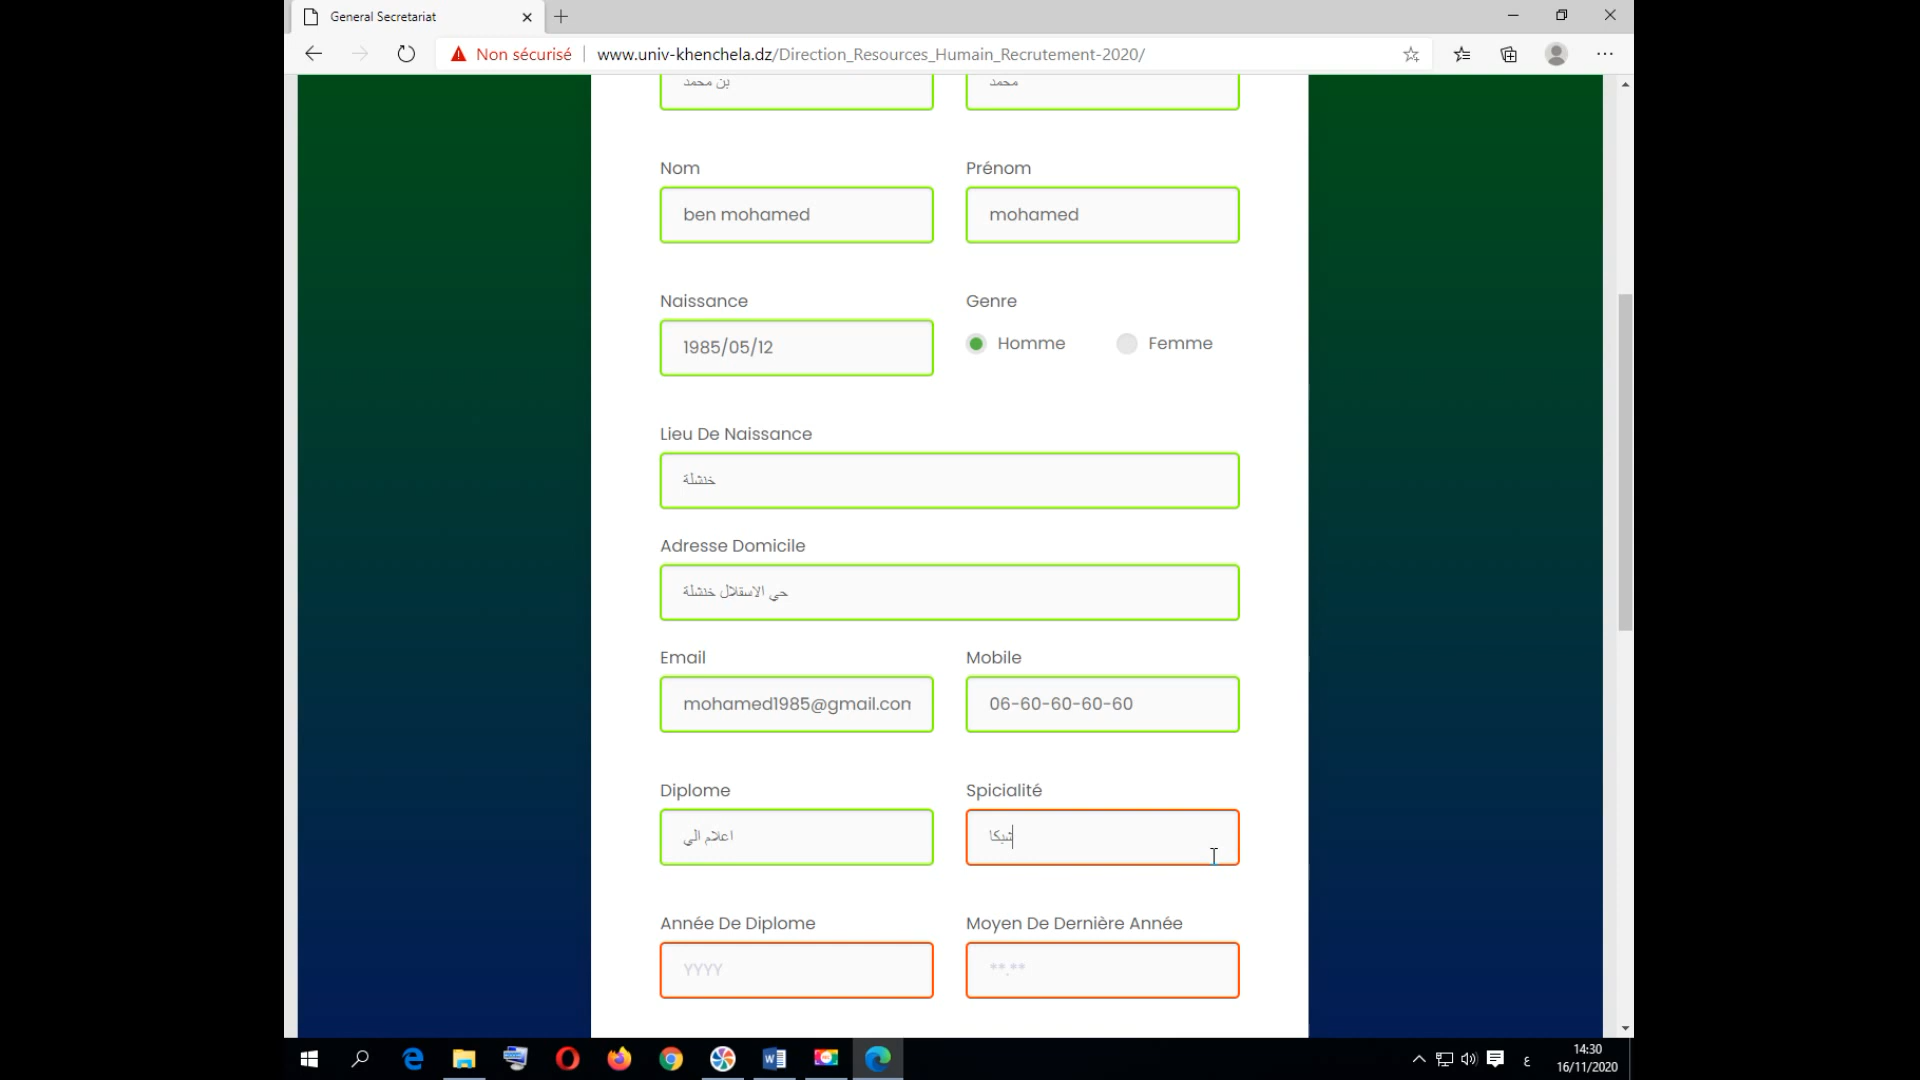 General Secretariat
Non sécurisé www.univ-khenchela.dz/Direction_Resources_Humain_Recrutement-2020/
بن محمد محمد
Nom Prénom
ben mohamed mohamed
Naissance Genre
1985/05/12 Homme Femme
Lieu De Naissance
خنشلة
Adresse Domicile
حي الاسقلال خنشلة
Email Mobile
mohamed1985@gmail.con 06-60-60-60-60
Diplome Spicialité
اعلام الي شبكا
Année De Diplome Moyen De Dernière Année
YYYY **.**
ع 14:30
16/11/2020